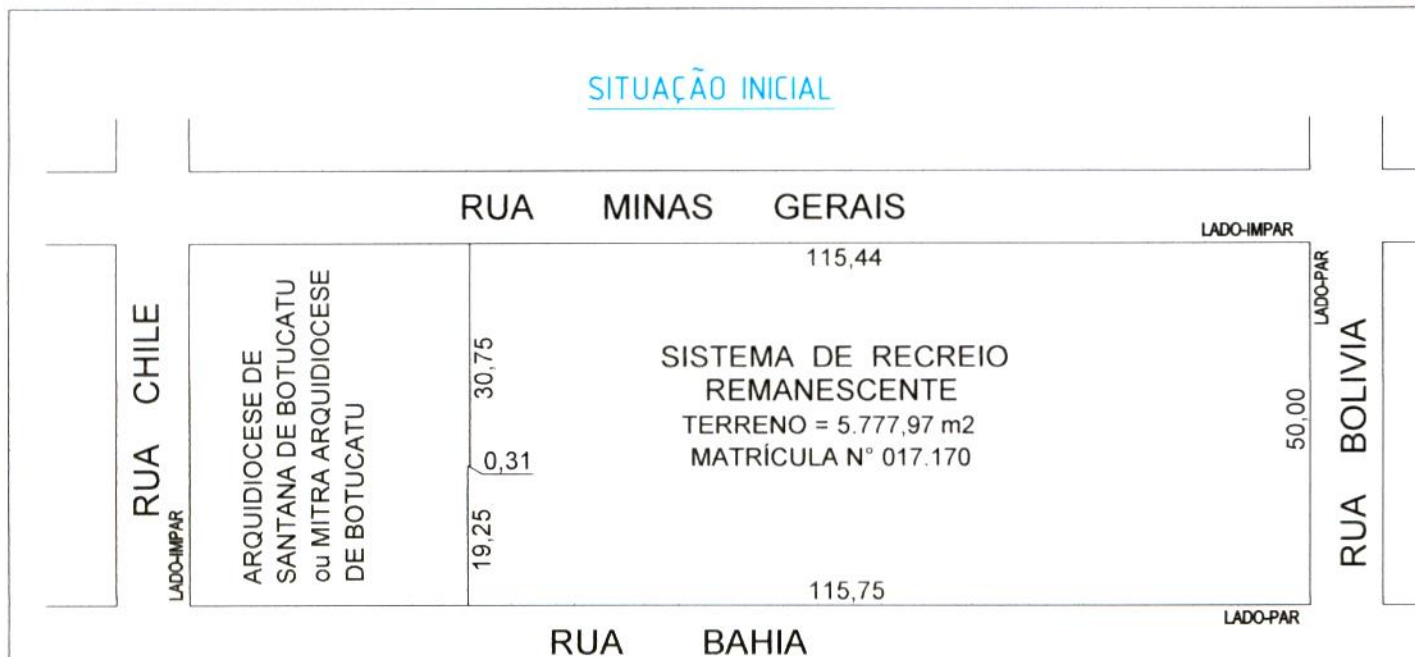 SITUAÇÃO INICIAL
RUA MINAS GERAIS
LADO-IMPAR
115,44
LADO-PAR
RUA CHILE
LADO-IMPAR
ARQUIDIOCESE DE
SANTANA DE BOTUCATU
ou MITRA ARQUIDIOCESE
DE BOTUCATU
30,75
0,31
19,25
SISTEMA DE RECREIO
REMANESCENTE
TERRENO = 5.777,97 m2
MATRÍCULA N° 017.170
50,00
RUA BOLIVIA
115,75
LADO-PAR
RUA BAHIA